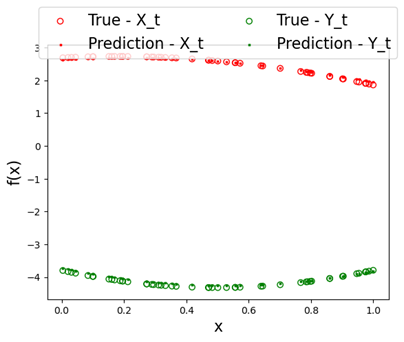 True - X_t True - Y_t
Prediction - X_t Prediction - Y_t
3
2
1
0
−1
−2
−3
−4
f(x)
0.0 0.2 0.4 0.6 0.8 1.0
x